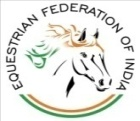 EQUESTRIAN FEDERATION OF INDIA